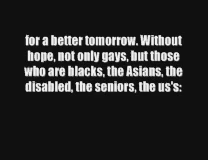 for a better tomorrow. Without
hope, not only gays, but those
who are blacks, the Asians, the
disabled, the seniors, the us's: